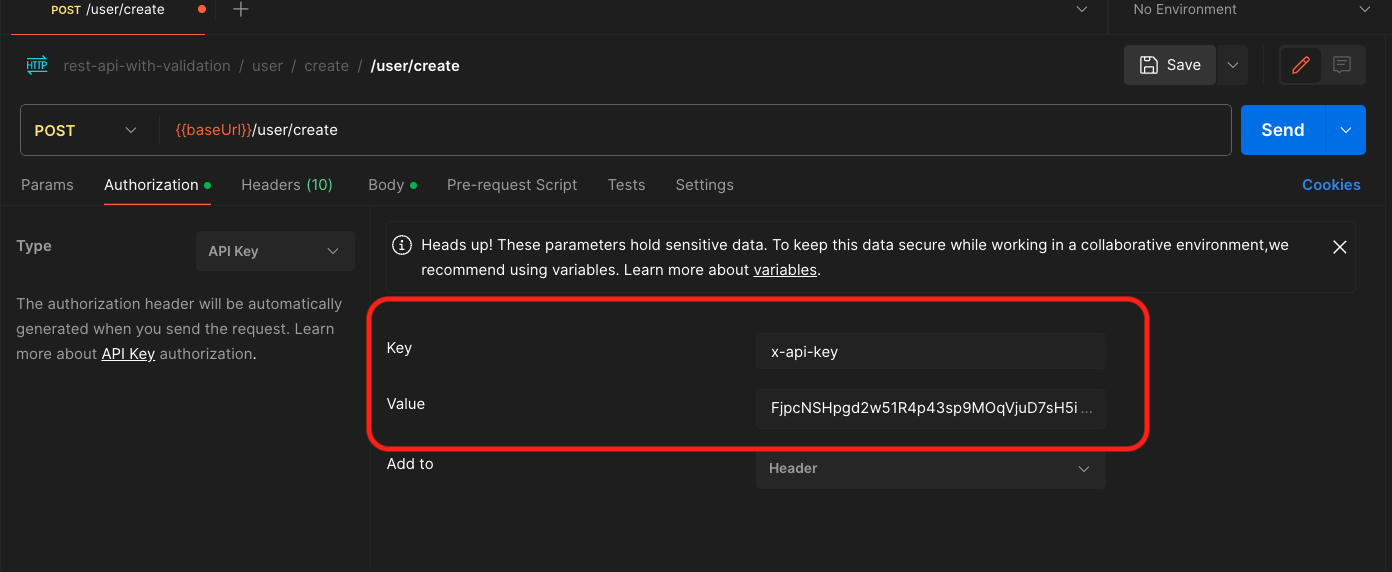 POST /user/create
No Environment
HTTP rest-api-with-validation / user / create / /user/create
Save
POST {{baseUrl}}/user/create
Send
Params Authorization Headers (10) Body Pre-request Script Tests Settings
Cookies
Type API Key
The authorization header will be automatically
generated when you send the request. Learn
more about API Key authorization.
Heads up! These parameters hold sensitive data. To keep this data secure while working in a collaborative environment,we
recommend using variables. Learn more about variables.
Key x-api-key
Value FjpcNSHpgd2w51R4p43sp9MOqVjuD7sH5i ...
Add to Header